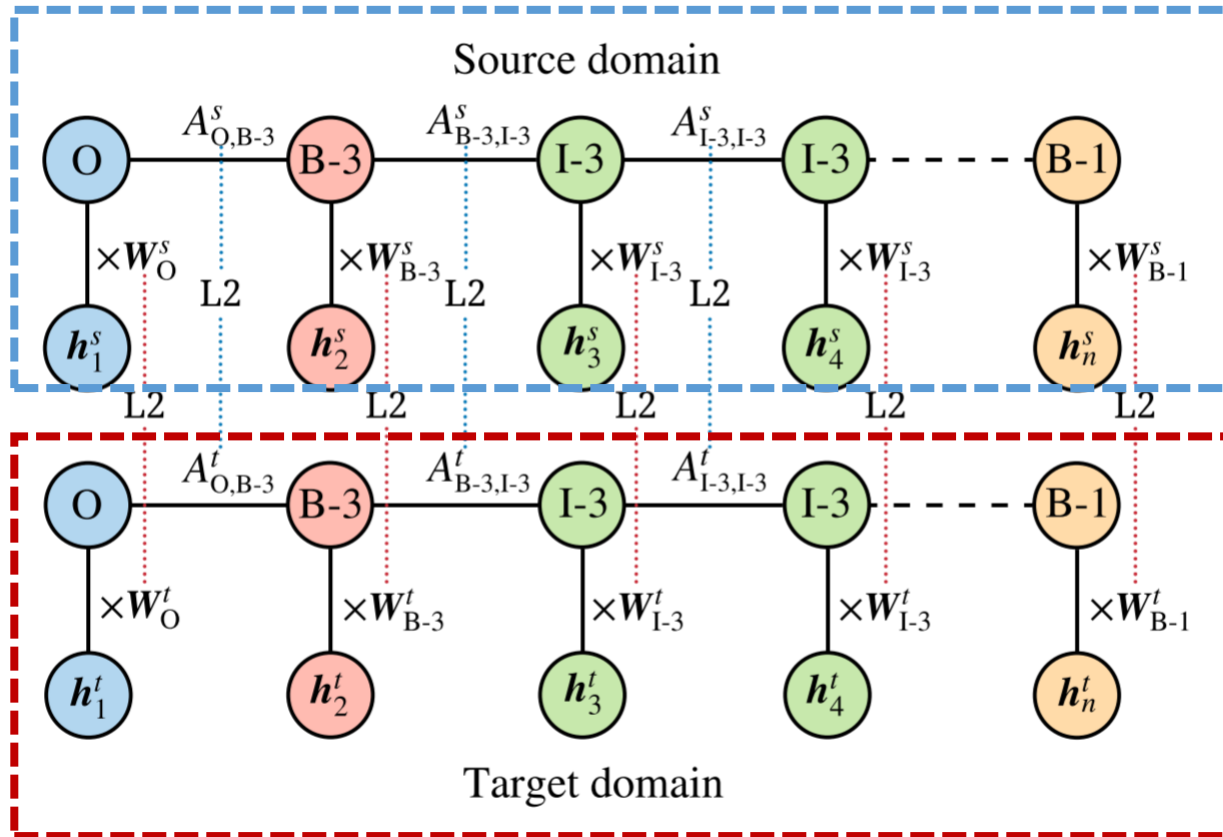 Source domain
A^s_{O,B-3} A^s_{B-3,I-3} A^s_{I-3,I-3}
O B-3 I-3 I-3 B-1
×W^s_O ×W^s_{B-3} ×W^s_{I-3} ×W^s_{I-3} ×W^s_{B-1}
L2 L2 L2
h^s_1 h^s_2 h^s_3 h^s_4 h^s_n
L2 L2 L2 L2 L2
A^t_{O,B-3} A^t_{B-3,I-3} A^t_{I-3,I-3}
O B-3 I-3 I-3 B-1
×W^t_O ×W^t_{B-3} ×W^t_{I-3} ×W^t_{I-3} ×W^t_{B-1}
h^t_1 h^t_2 h^t_3 h^t_4 h^t_n
Target domain